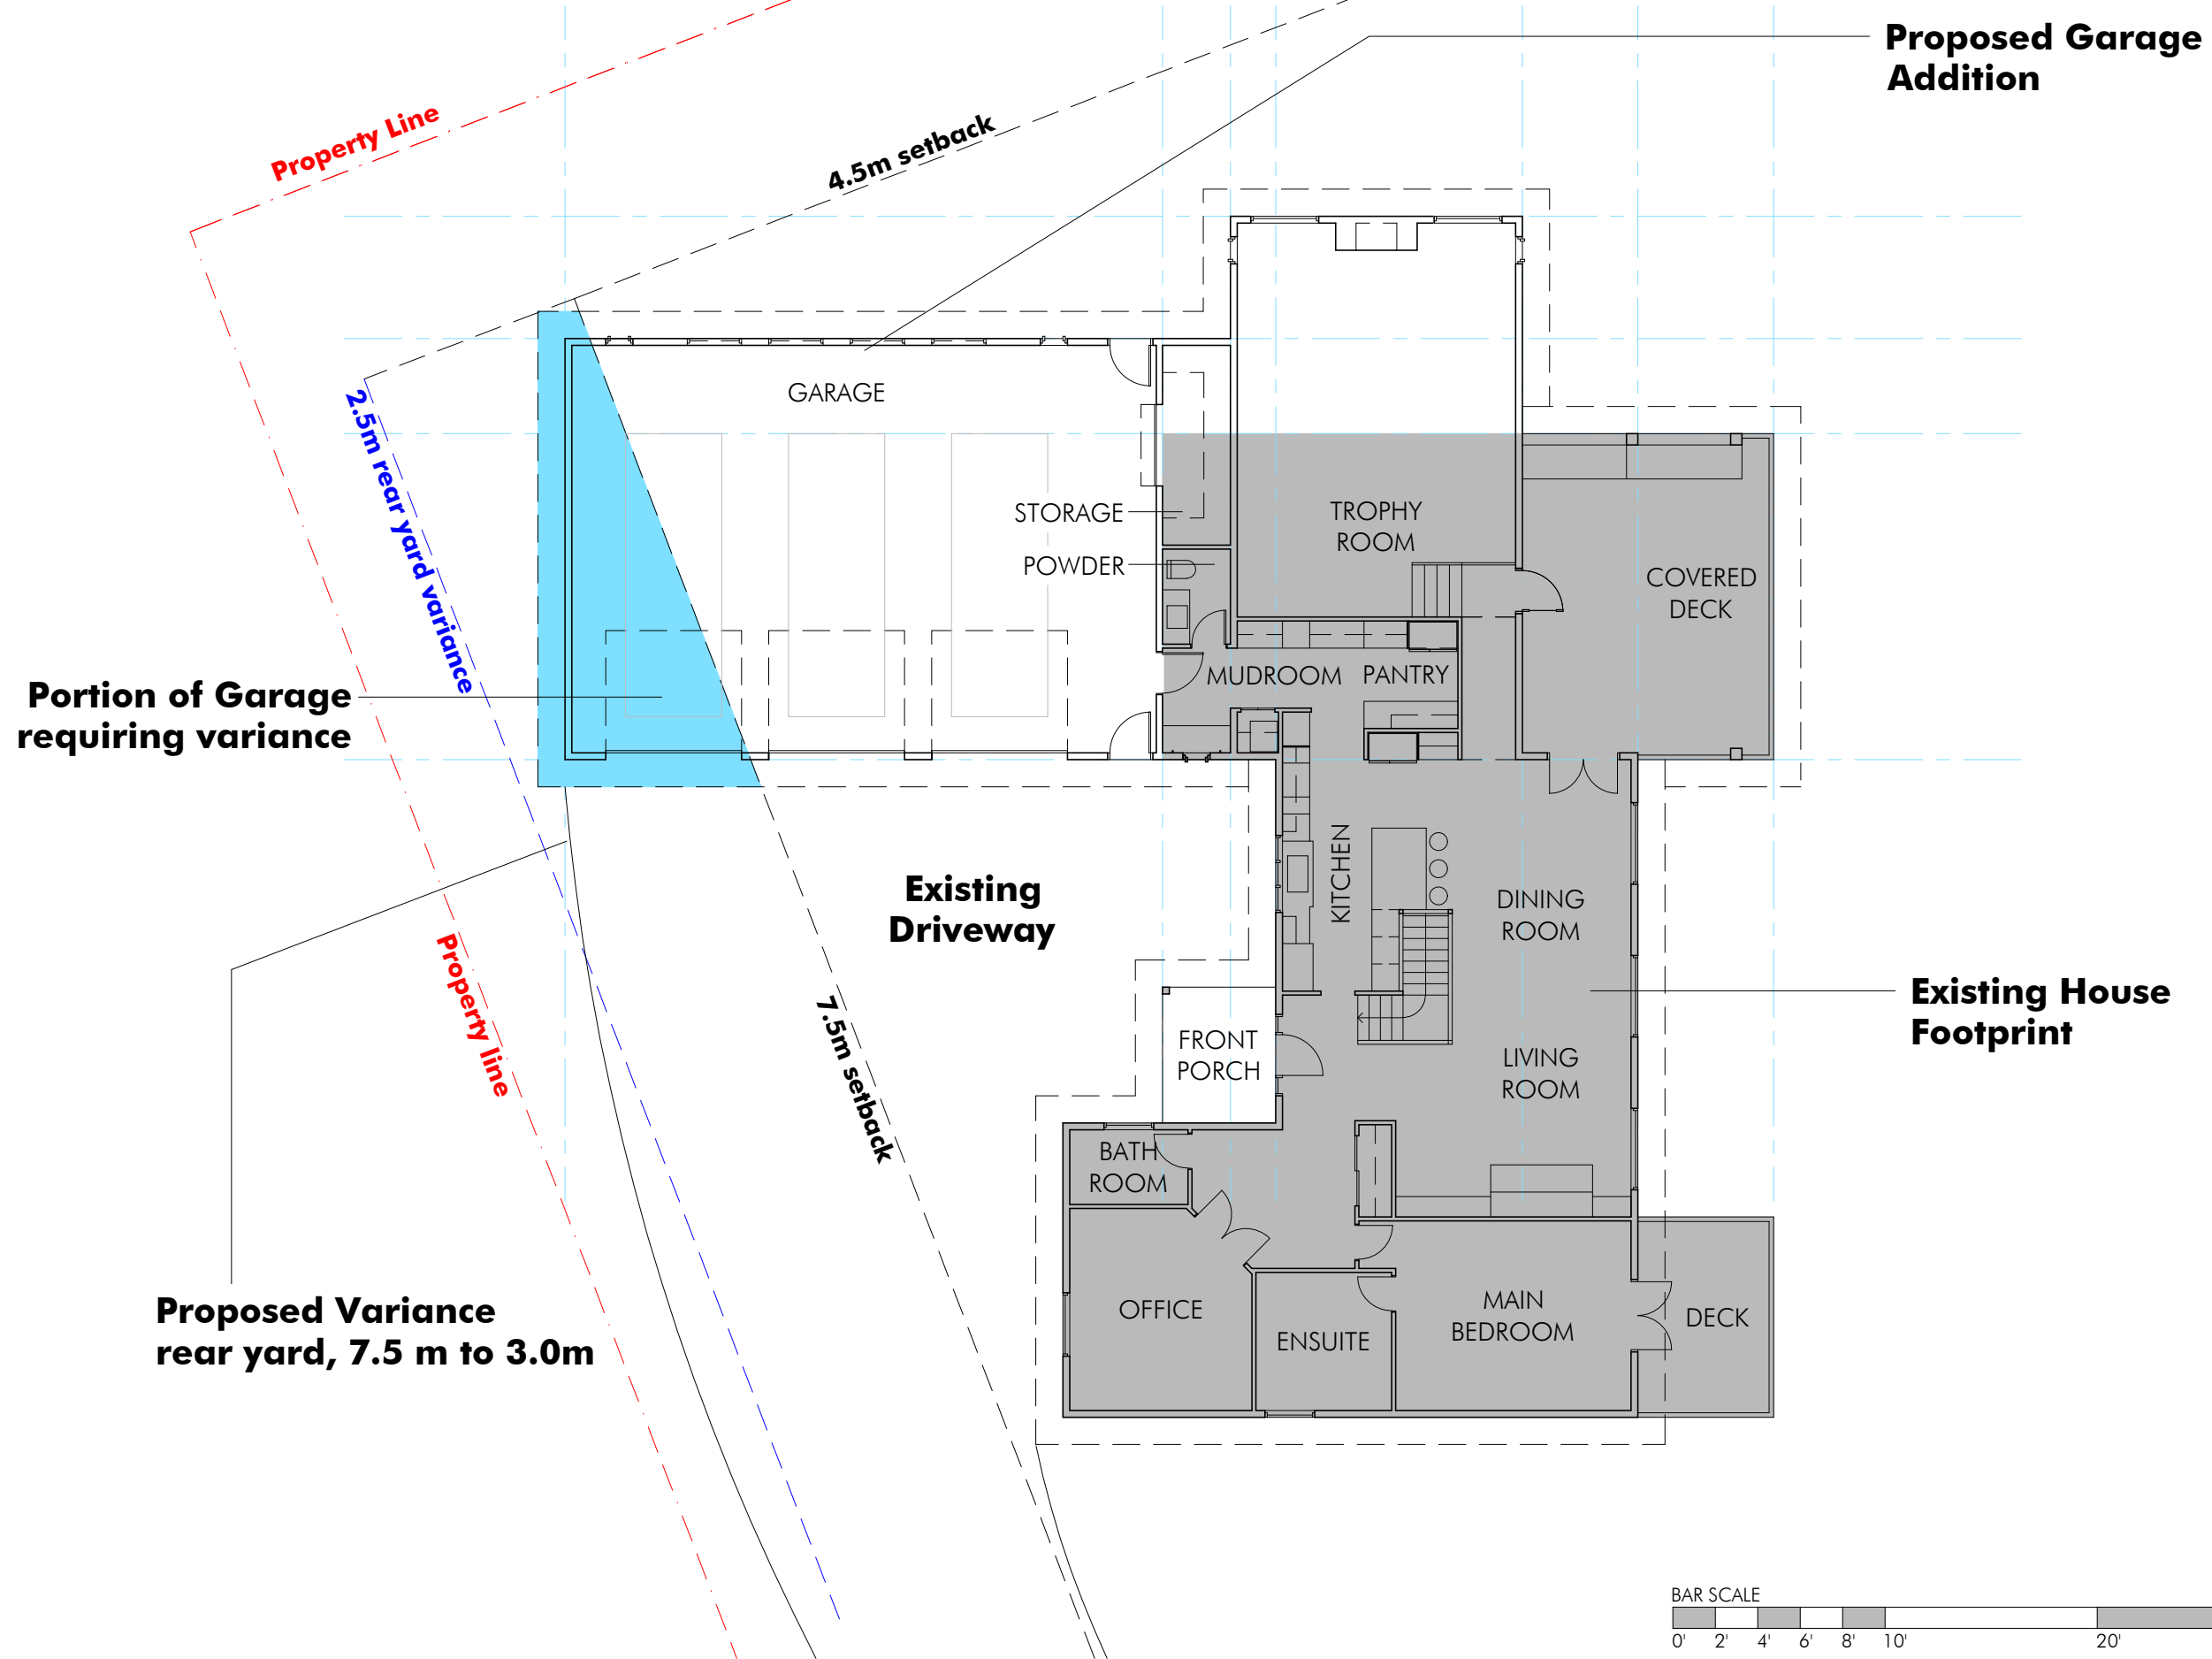 Proposed Garage
Addition
Property Line
4.5m setback
GARAGE
2.5m rear yard variance
STORAGE
TROPHY
ROOM
POWDER
COVERED
DECK
MUDROOM
PANTRY
Portion of Garage
requiring variance
KITCHEN
Existing
Driveway
DINING
ROOM
Property line
7.5m setback
Existing House
Footprint
FRONT
PORCH
LIVING
ROOM
BATH
ROOM
Proposed Variance
rear yard, 7.5 m to 3.0m
OFFICE
ENSUITE
MAIN
BEDROOM
DECK
BAR SCALE
0' 2' 4' 6' 8' 10' 20'